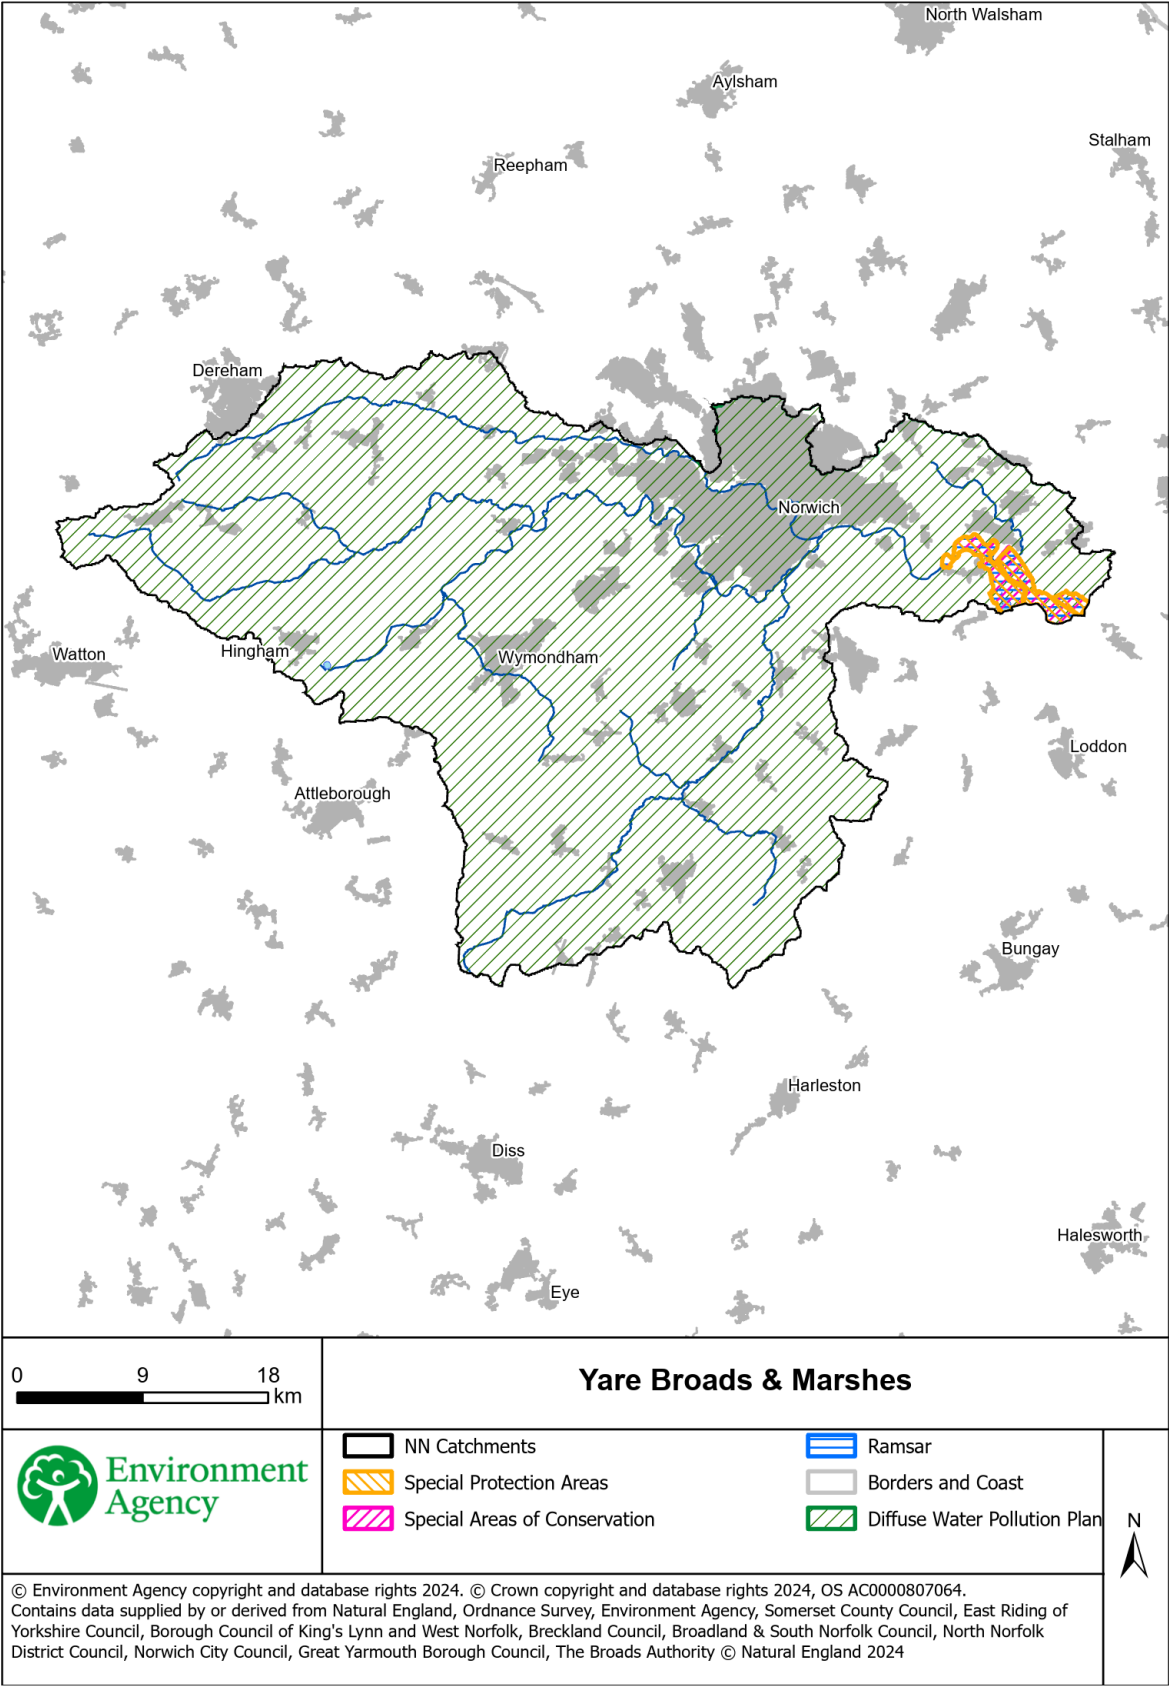 North Walsham
Aylsham
Stalham
Reepham
Dereham
Norwich
Hingham
Wymondham
Watton
Loddon
Attleborough
Bungay
Harleston
Diss
Halesworth
Eye
0 9 18
km
Yare Broads & Marshes
Environment
Agency
NN Catchments
Special Protection Areas
Special Areas of Conservation
Ramsar
Borders and Coast
Diffuse Water Pollution Plan
N
© Environment Agency copyright and database rights 2024. © Crown copyright and database rights 2024, OS AC0000807064.
Contains data supplied by or derived from Natural England, Ordnance Survey, Environment Agency, Somerset County Council, East Riding of
Yorkshire Council, Borough Council of King's Lynn and West Norfolk, Breckland Council, Broadland & South Norfolk Council, North Norfolk
District Council, Norwich City Council, Great Yarmouth Borough Council, The Broads Authority © Natural England 2024